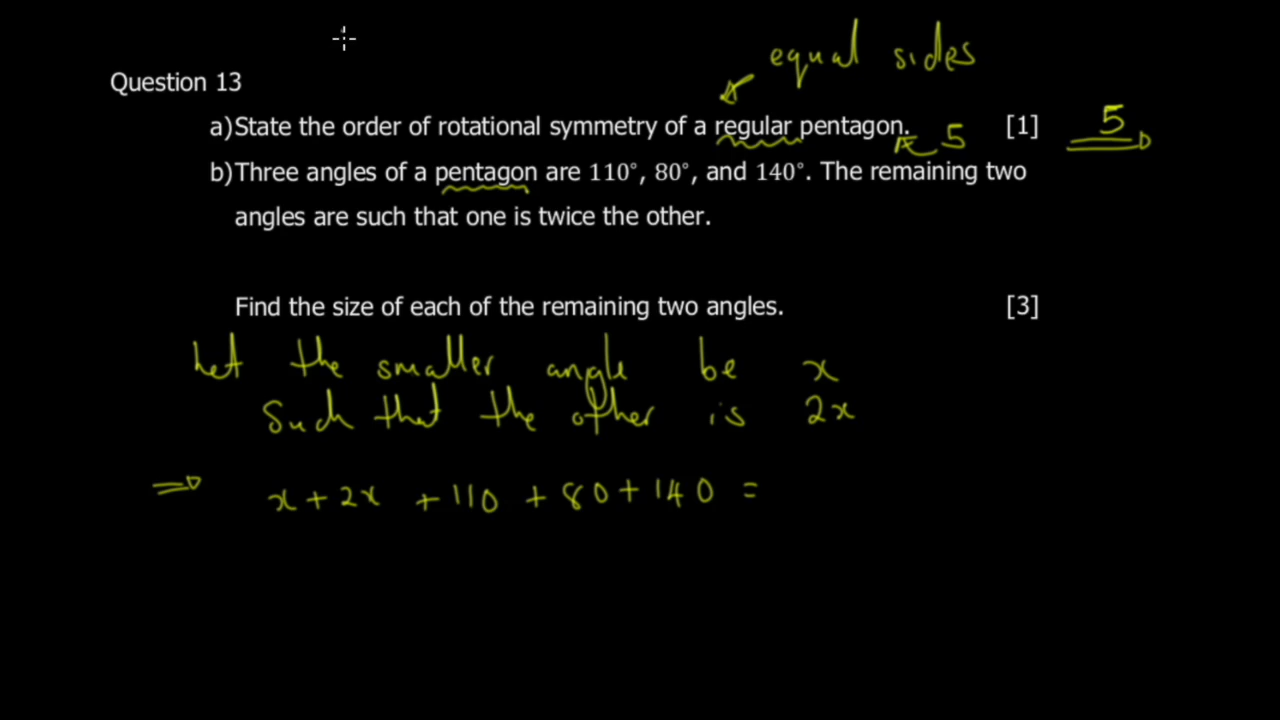 equal sides
Question 13
a)State the order of rotational symmetry of a regular pentagon. 5 [1] 5
b)Three angles of a pentagon are 110°, 80°, and 140°. The remaining two
angles are such that one is twice the other.
Find the size of each of the remaining two angles. [3]
Let the smaller angle be x
Such that the other is 2x
⇒ x + 2x + 110 + 80 + 140 =